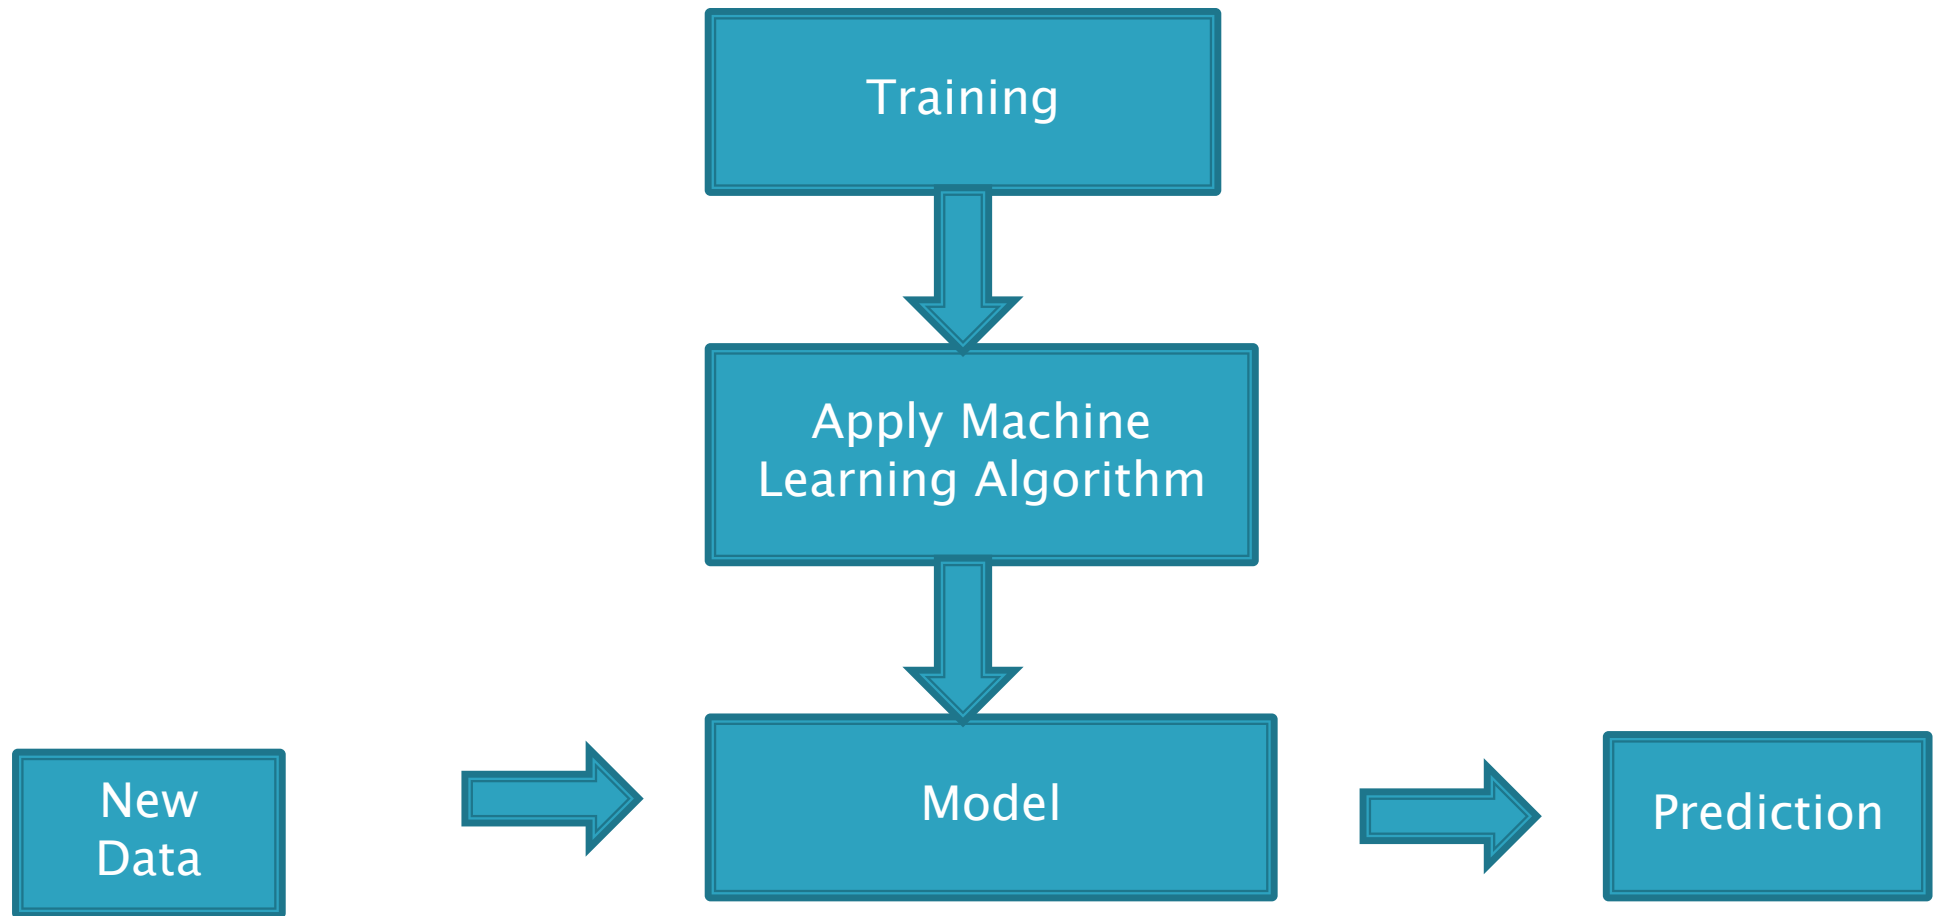 Training
Apply Machine
Learning Algorithm
New
Data
Model
Prediction